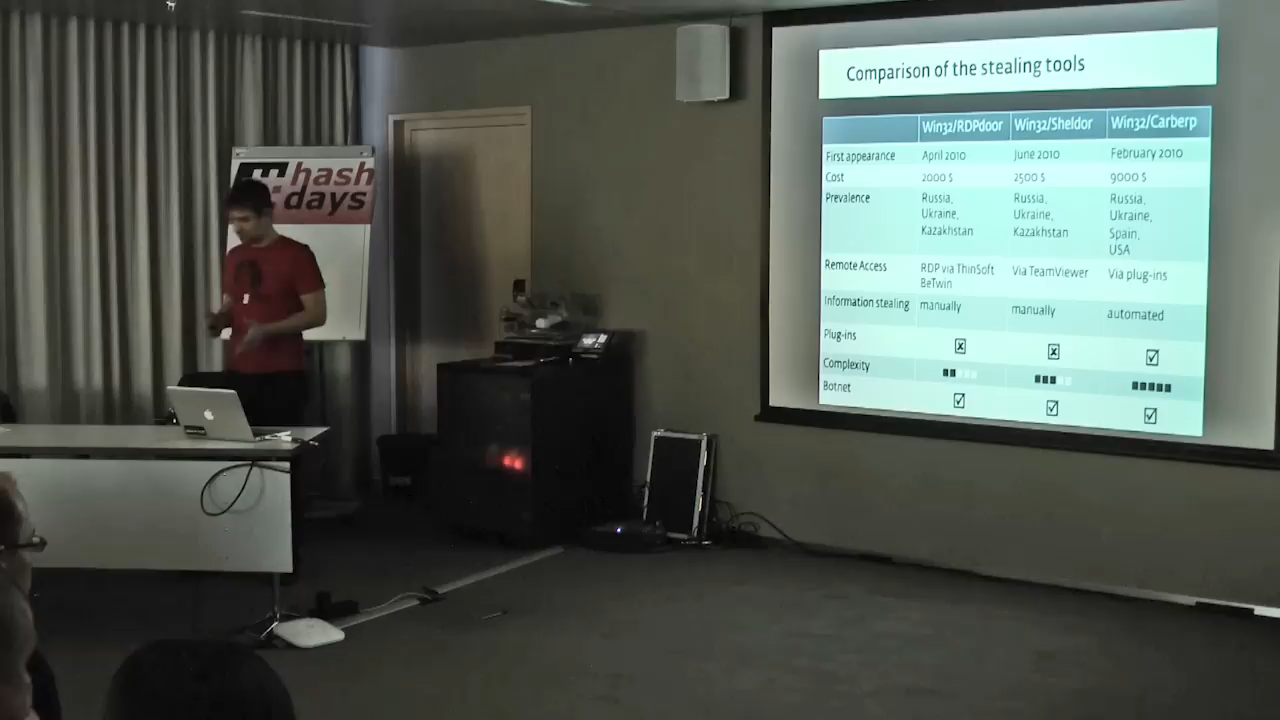 hash
days
Comparison of the stealing tools
Win32/RDPdoor Win32/Sheldor Win32/Carberp
First appearance April 2010 June 2010 February 2010
Cost 2000 $ 2500 $ 9000 $
Prevalence Russia, Russia, Russia,
Ukraine, Ukraine, Ukraine,
Kazakhstan Kazakhstan Spain,
USA
Remote Access RDP via ThinSoft Via TeamViewer Via plug-ins
BeTwin
Information stealing manually manually automated
Plug-ins
Complexity
Botnet